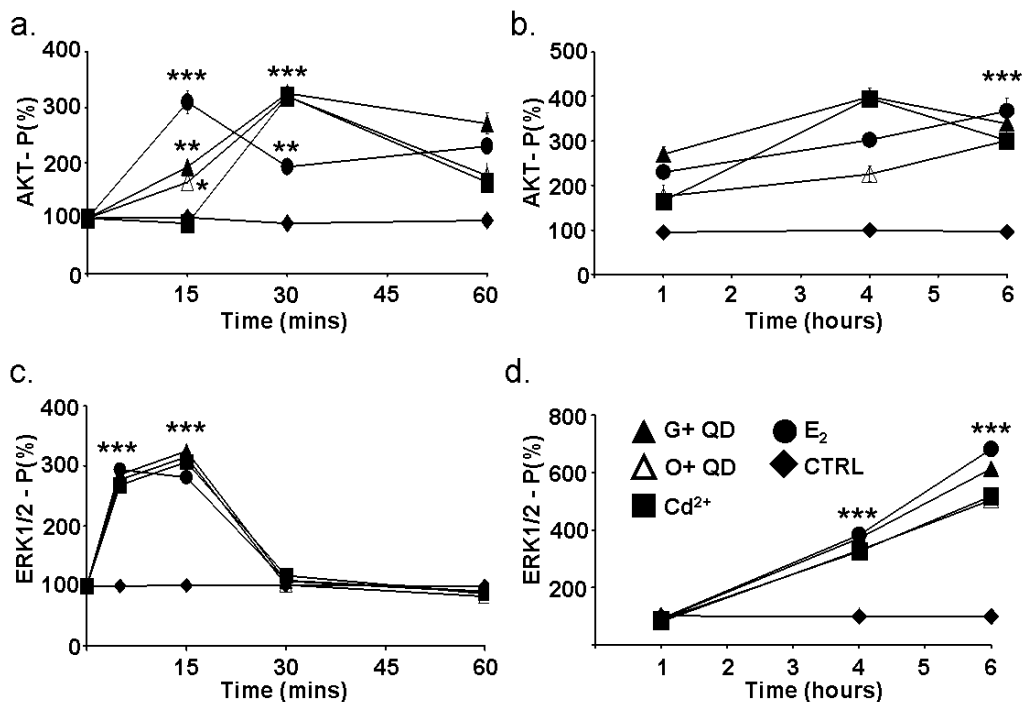 a.
400
300
200
100
0
AKT- P(%)
***
***
**
**
*
15
30
45
60
Time (mins)
b.
500
400
300
200
100
0
AKT- P(%)
***
1
2
3
4
5
6
Time (hours)
c.
400
300
200
100
0
ERK1/2 - P(%)
***
***
15
30
45
60
Time (mins)
d.
800
600
400
200
ERK1/2 - P(%)
G+ QD
E₂
O+ QD
CTRL
Cd²⁺
***
***
1
2
3
4
5
6
Time (hours)